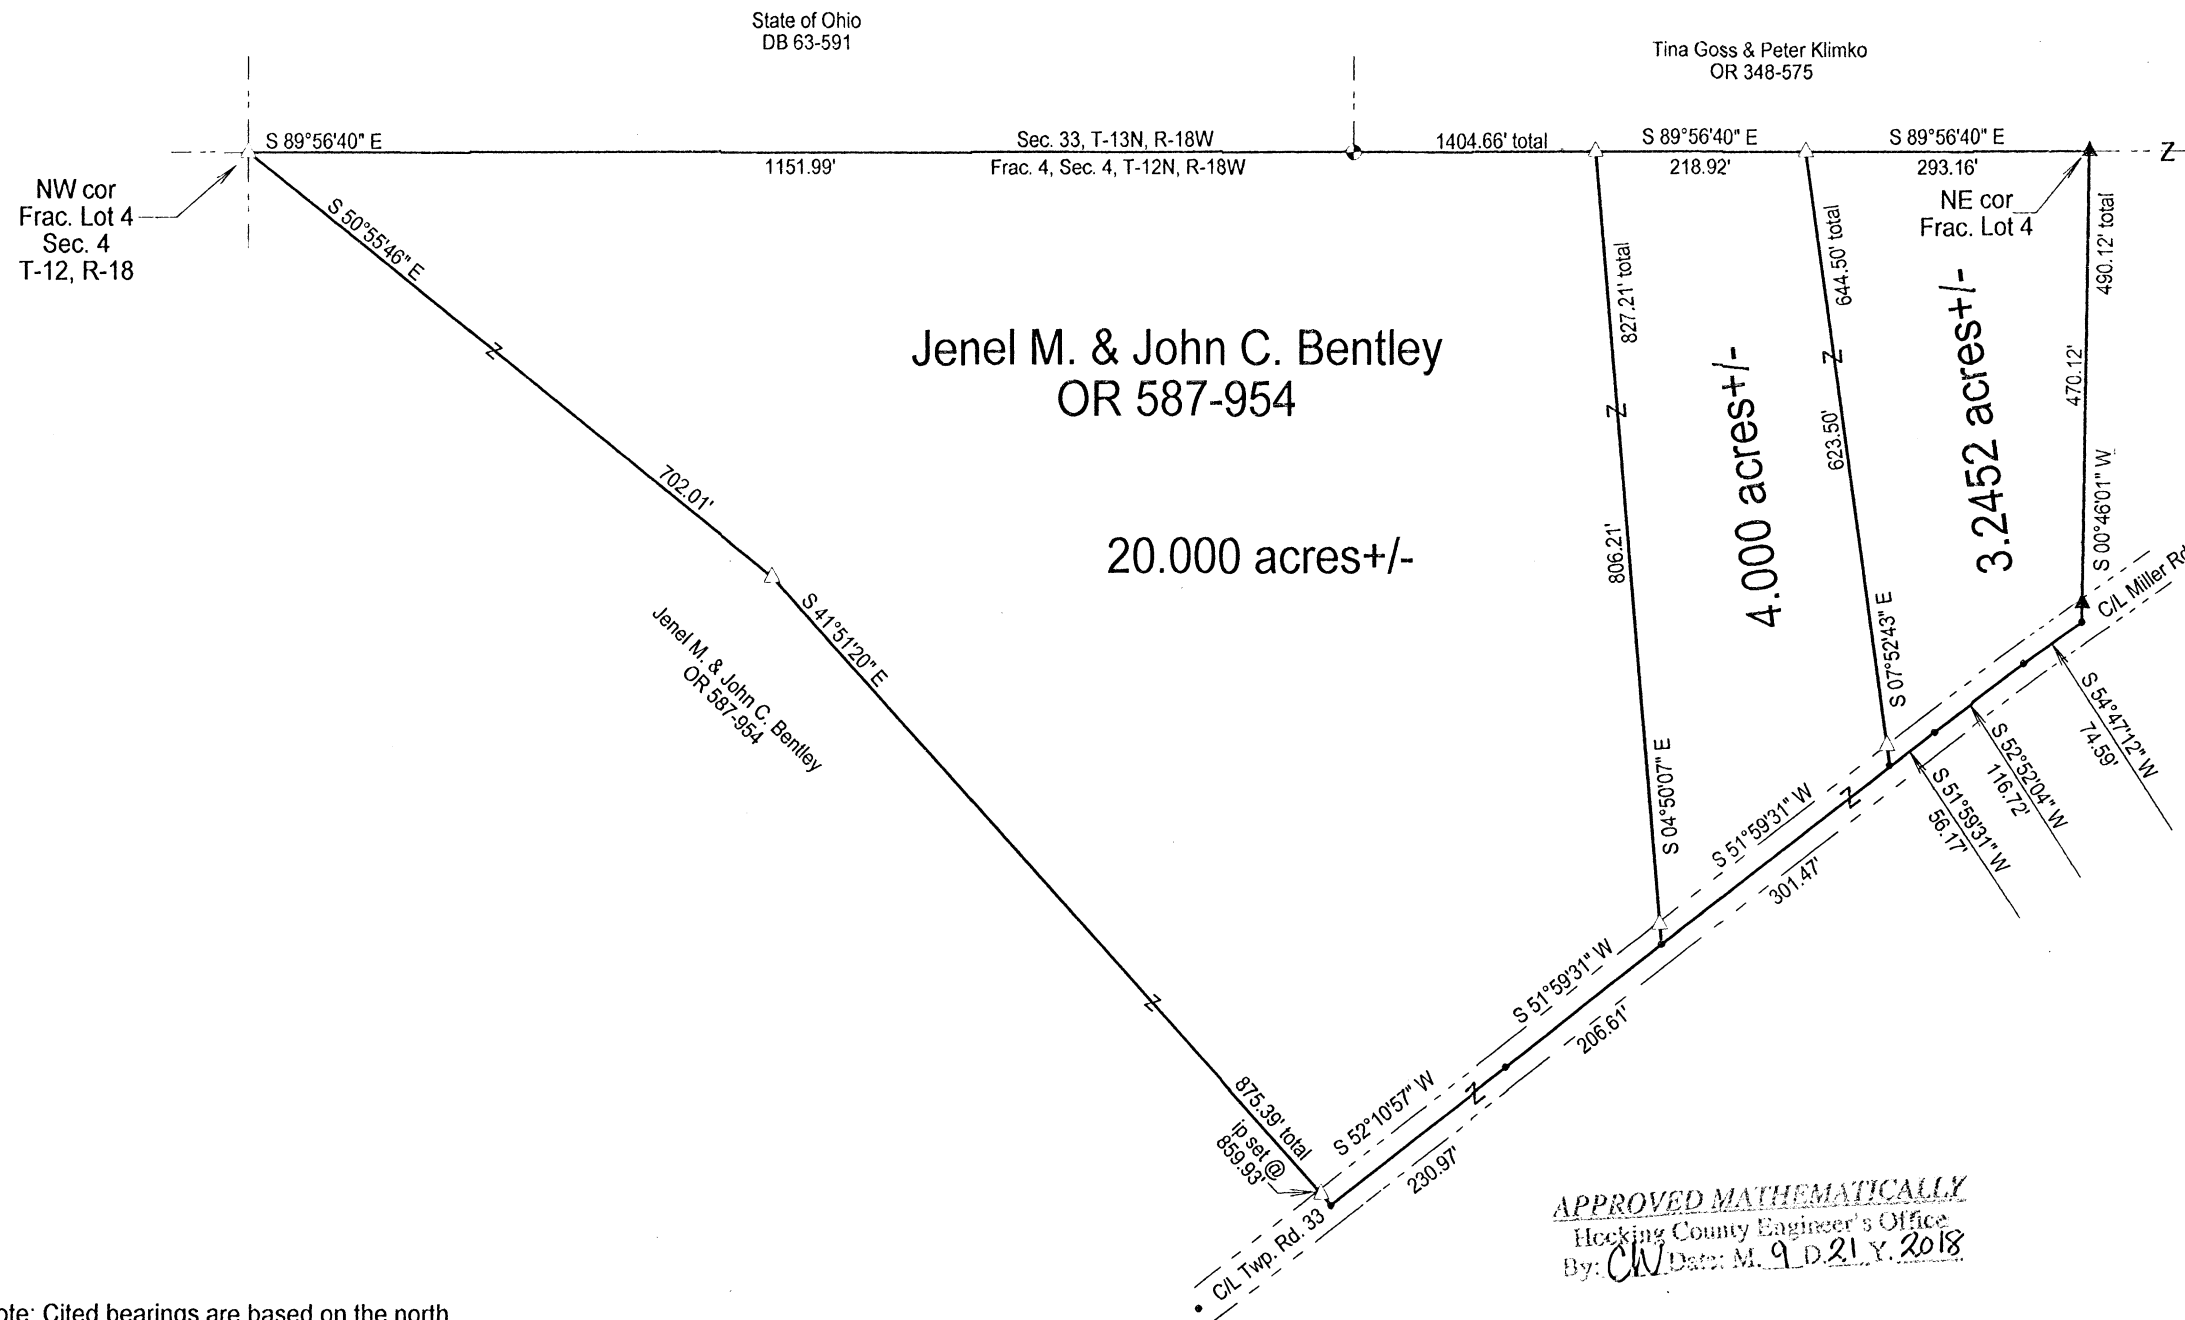 State of Ohio
DB 63-591
Tina Goss & Peter Klimko
OR 348-575
S 89°56'40" E
Sec. 33, T-13N, R-18W
1404.66' total
S 89°56'40" E
S 89°56'40" E
1151.99'
Frac. 4, Sec. 4, T-12N, R-18W
218.92'
293.16'
Z
NW cor
Frac. Lot 4
Sec. 4
T-12, R-18
NE cor
Frac. Lot 4
S 50°55'46" E
Z
702.01'
Jenel M. & John C. Bentley
OR 587-954
20.000 acres+/-
827.21' total
Z
806.21'
S 04°50'07" E
4.000 acres+/-
644.50' total
Z
623.50'
S 07°52'43" E
3.2452 acres+/-
490.12' total
470.12'
S 00°46'01" W
C/L Miller Rd
S 41°51'20" E
Jenel M. & John C. Bentley
OR 587-954
Z
875.39' total
ip set @
859.93'
S 54°47'12" W
74.59'
S 52°52'04" W
116.72'
S 51°59'31" W
56.17'
S 51°59'31" W
Z
301.47'
S 51°59'31" W
206.61'
S 52°10'57" W
Z
230.97'
C/L Twp. Rd. 33
APPROVED MATHEMATICALLY
Hocking County Engineer's Office
By: CW Date: M. 9 D. 21 Y. 2018
ote: Cited bearings are based on the north